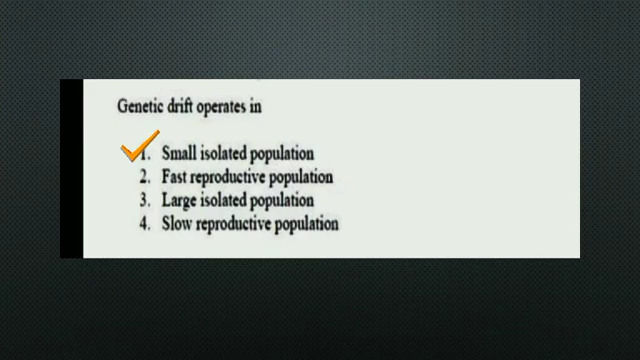 Genetic drift operates in
1. Small isolated population
2. Fast reproductive population
3. Large isolated population
4. Slow reproductive population